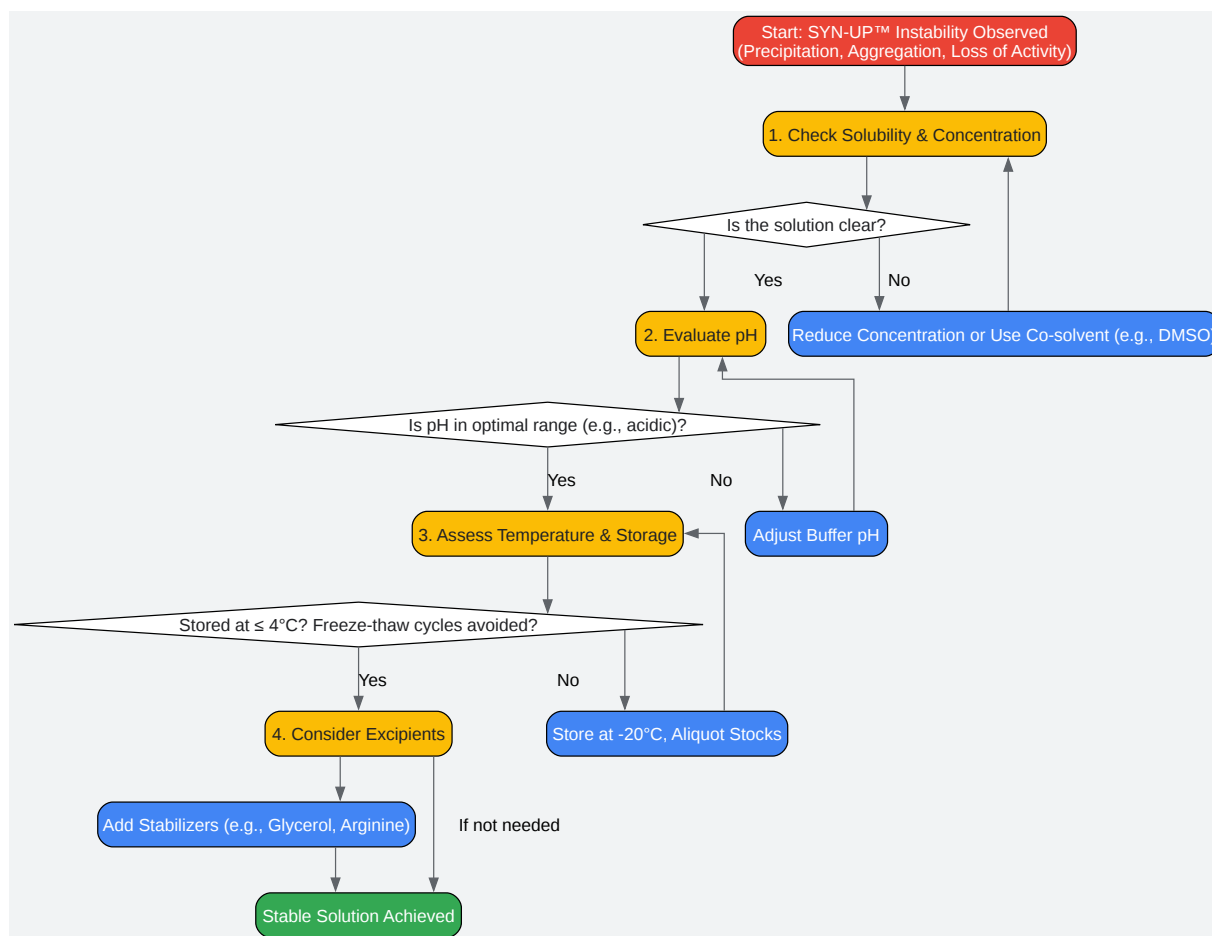 Start: SYN-UP™ Instability Observed
(Precipitation, Aggregation, Loss of Activity)
1. Check Solubility & Concentration
Is the solution clear?
Yes
No
2. Evaluate pH
Reduce Concentration or Use Co-solvent (e.g., DMSO)
Is pH in optimal range (e.g., acidic)?
Yes
No
3. Assess Temperature & Storage
Adjust Buffer pH
Stored at ≤ 4°C? Freeze-thaw cycles avoided?
Yes
No
4. Consider Excipients
Store at -20°C, Aliquot Stocks
Add Stabilizers (e.g., Glycerol, Arginine)
If not needed
Stable Solution Achieved